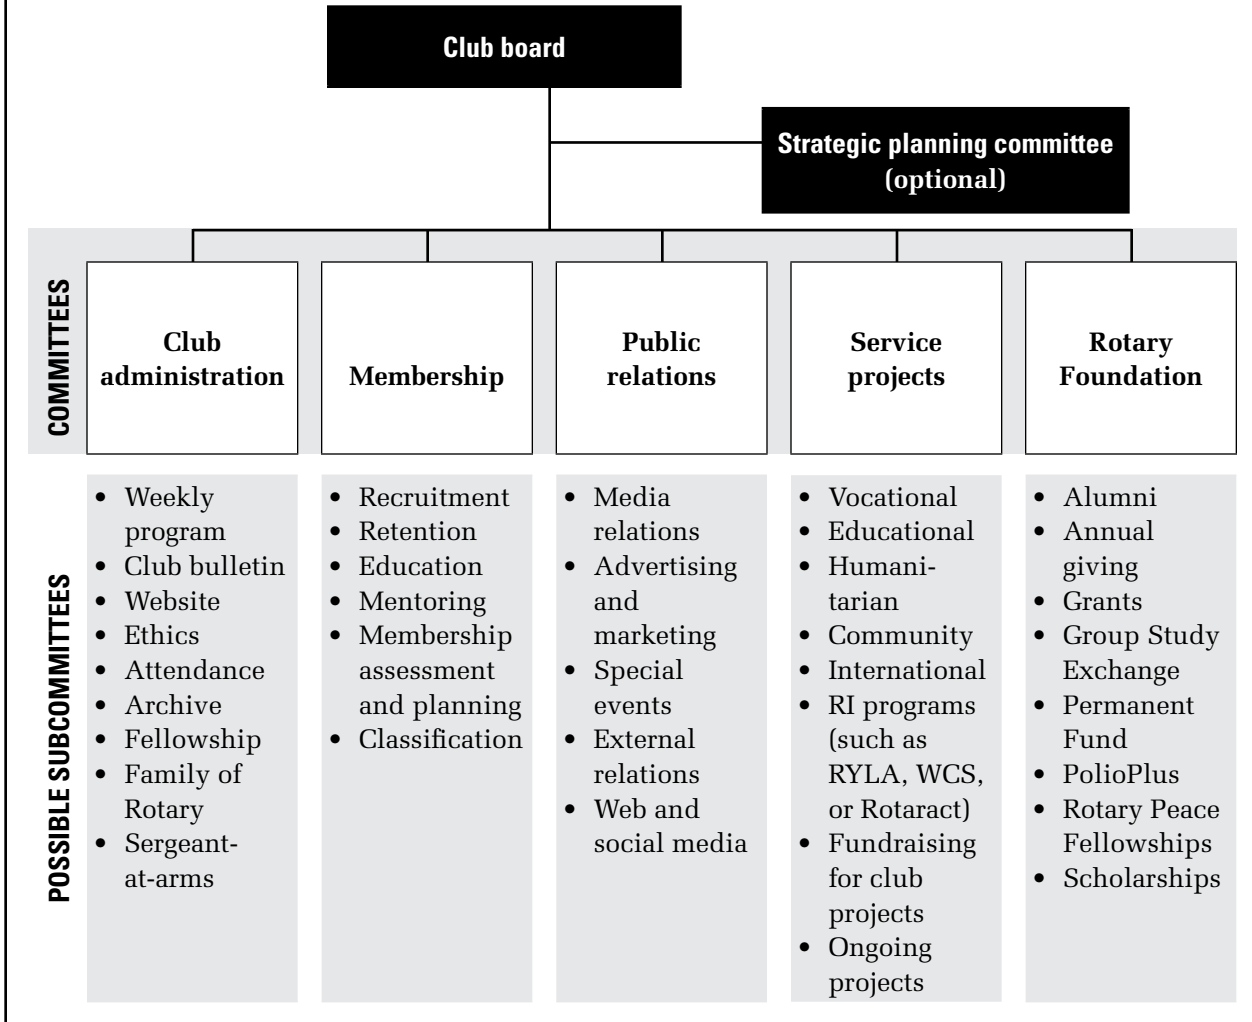 Club board
Strategic planning committee
(optional)
COMMITTEES
Club
administration
Membership
Public
relations
Service
projects
Rotary
Foundation
POSSIBLE SUBCOMMITTEES
• Weekly
program
• Club bulletin
• Website
• Ethics
• Attendance
• Archive
• Fellowship
• Family of
Rotary
• Sergeant-
at-arms
• Recruitment
• Retention
• Education
• Mentoring
• Membership
assessment
and planning
• Classification
• Media
relations
• Advertising
and
marketing
• Special
events
• External
relations
• Web and
social media
• Vocational
• Educational
• Humani-
tarian
• Community
• International
• RI programs
(such as
RYLA, WCS,
or Rotaract)
• Fundraising
for club
projects
• Ongoing
projects
• Alumni
• Annual
giving
• Grants
• Group Study
Exchange
• Permanent
Fund
• PolioPlus
• Rotary Peace
Fellowships
• Scholarships